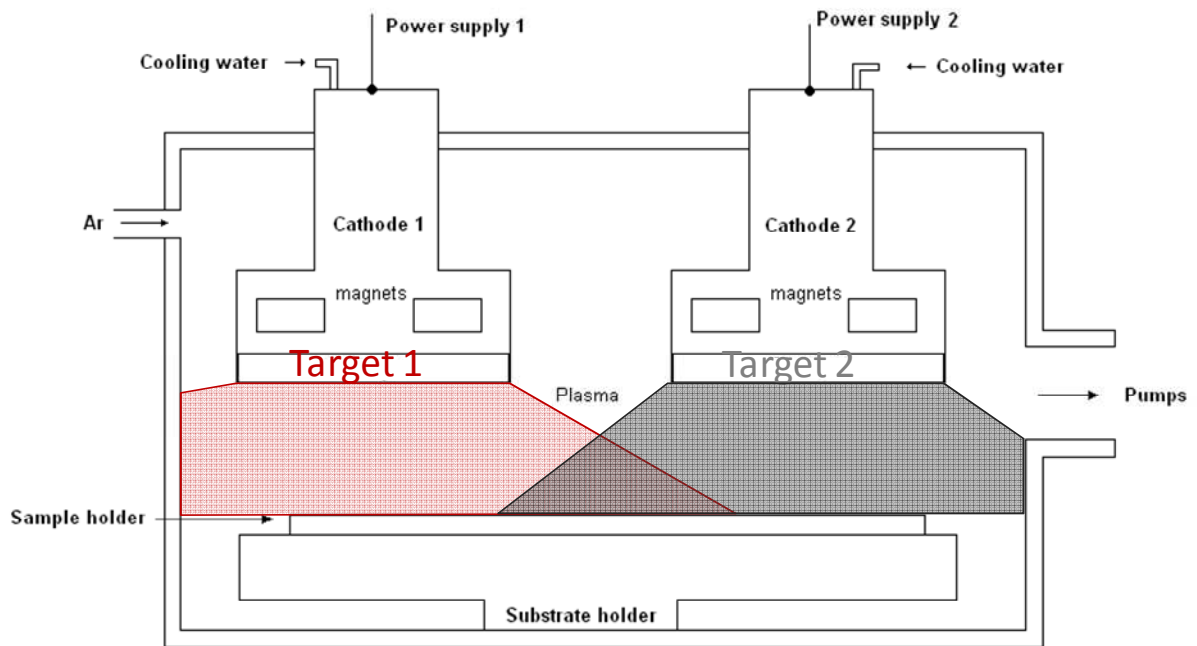 Power supply 1
Power supply 2
Cooling water
Cooling water
Ar
Cathode 1
Cathode 2
magnets
magnets
Target 1
Target 2
Plasma
Pumps
Sample holder
Substrate holder